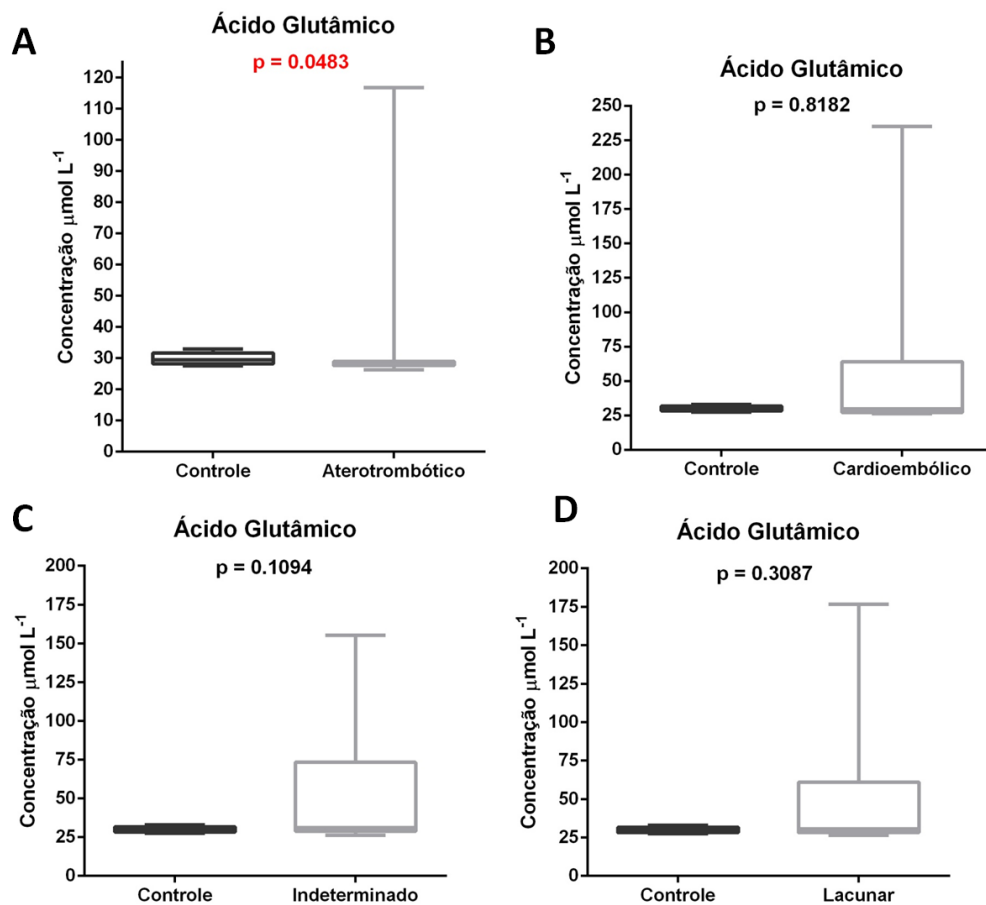 A
Ácido Glutâmico
p = 0.0483
Concentração µmol L⁻¹
120
110
100
90
80
70
60
50
40
30
20
10
0
Controle Aterotrombótico
B
Ácido Glutâmico
p = 0.8182
Concentração µmol L⁻¹
250
225
200
175
150
125
100
75
50
25
0
Controle Cardioembólico
C
Ácido Glutâmico
p = 0.1094
Concentração µmol L⁻¹
200
175
150
125
100
75
50
25
0
Controle Indeterminado
D
Ácido Glutâmico
p = 0.3087
Concentração µmol L⁻¹
200
175
150
125
100
75
50
25
0
Controle Lacunar